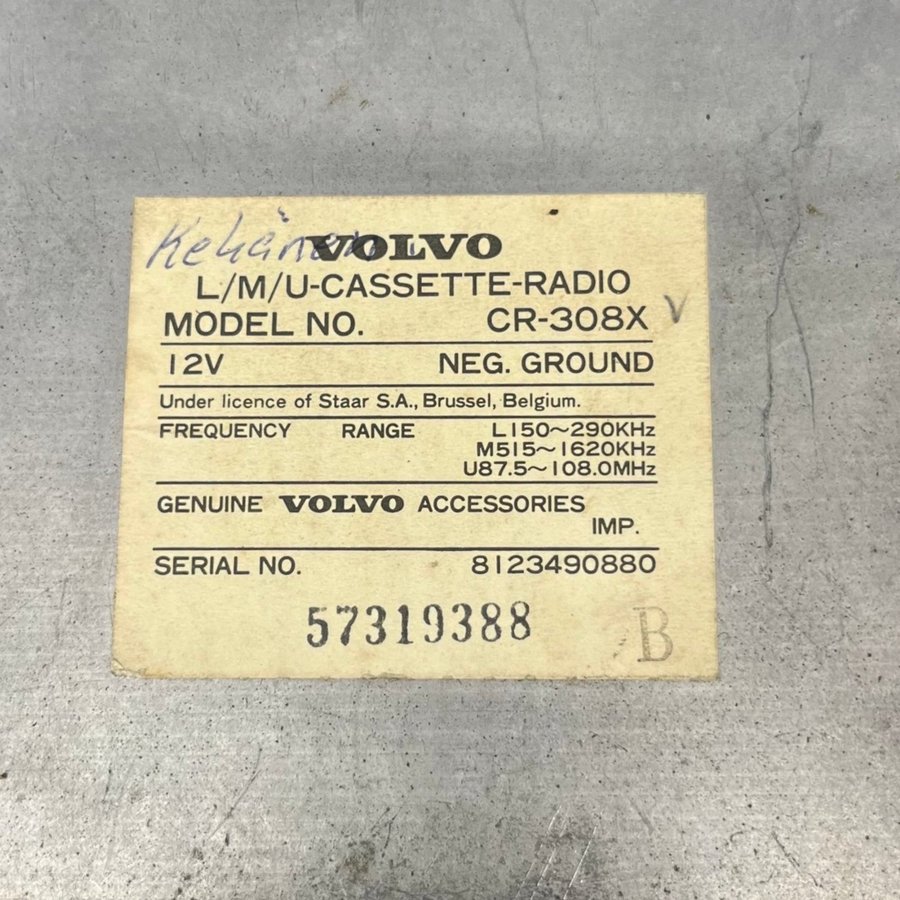 VOLVO
L/M/U-CASSETTE-RADIO
MODEL NO. CR-308X V
12V NEG. GROUND
Under licence of Staar S.A., Brussel, Belgium.
FREQUENCY RANGE L150~290KHz
M515~1620KHz
U87.5~108.0MHz
GENUINE VOLVO ACCESSORIES
IMP.
SERIAL NO. 8123490880
57319388 B